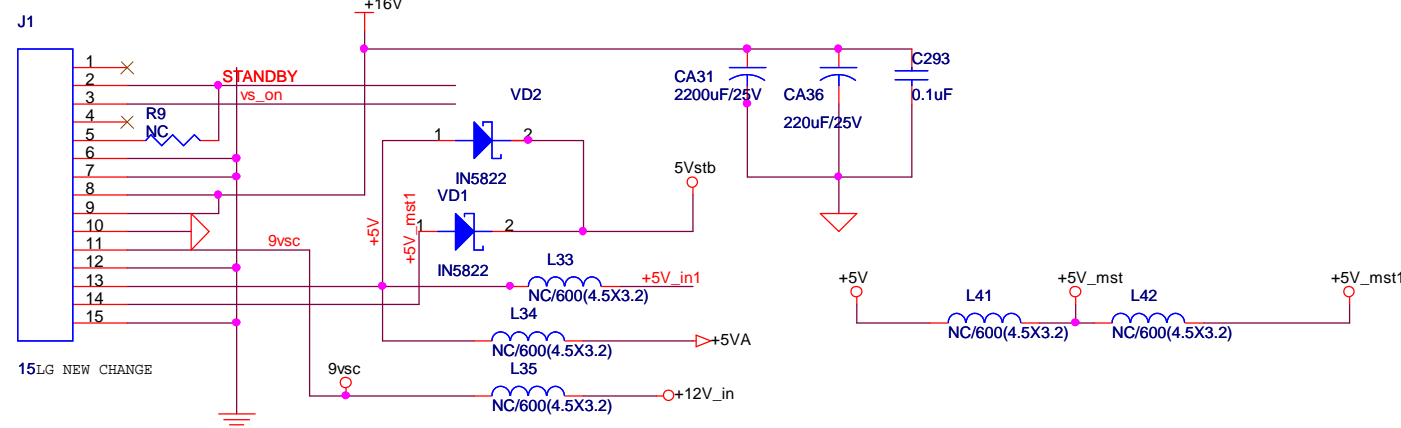 +16V
J1
1
2
3
4
5
6
7
8
9
10
11
12
13
14
15
STANDBY
vs_on
R9
NC
9vsc
15LG NEW CHANGE
VD2
1
2
IN5822
VD1
1
2
IN5822
+5V
+5V_mst1
5Vstb
L33
+5V_in1
NC/600(4.5X3.2)
L34
+5VA
NC/600(4.5X3.2)
9vsc
L35
+12V_in
NC/600(4.5X3.2)
CA31
2200uF/25V
CA36
220uF/25V
C293
0.1uF
+5V
+5V_mst
+5V_mst1
L41
L42
NC/600(4.5X3.2)
NC/600(4.5X3.2)